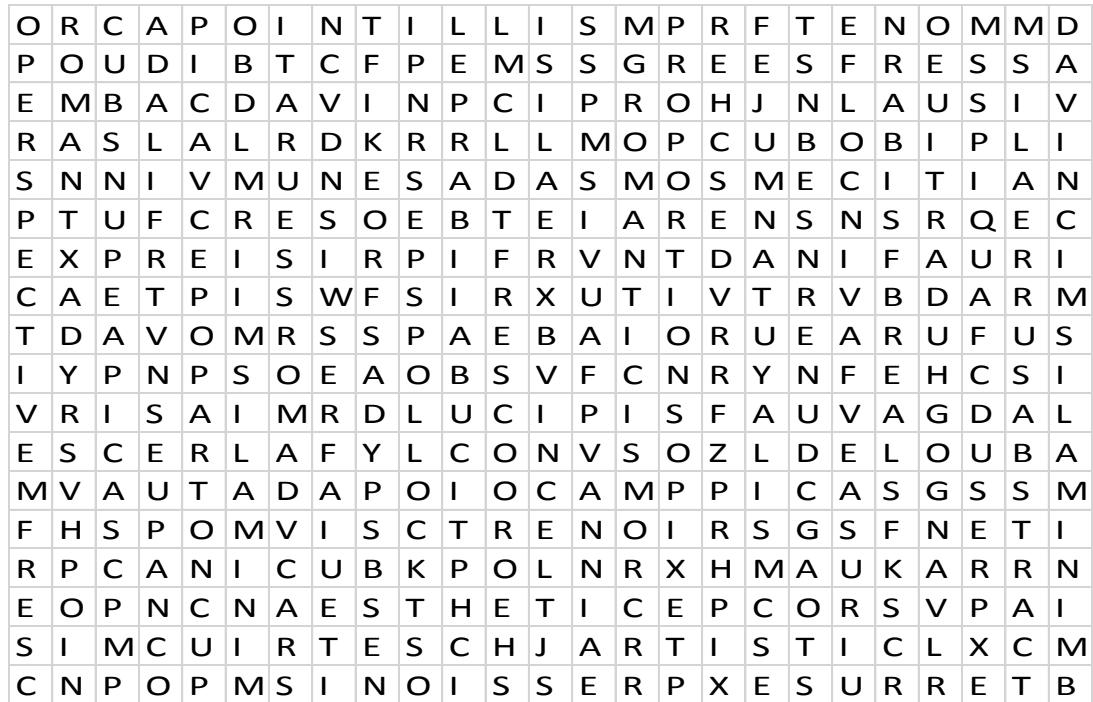 O R C A P O I N T I L L I S M P R F T E N O M M D
P O U D I B T C F P E M S S G R E E S F R E S S A
E M B A C D A V I N P C I P R O H J N L A U S I V
R A S L A L R D K R R L L M O P C U B O B I P L I
S N N I V M U N E S A D A S M O S M E C I T I A N
P T U F C R E S O E B T E I A R E N S N S R Q E C
E X P R E I S I R P I F R V N T D A N I F A U R I
C A E T P I S W F S I R X U T I V T R V B D A R M
T D A V O M R S S P A E B A I O R U E A R U F U S
I Y P N P S O E A O B S V F C N R Y N F E H C S I
V R I S A I M R D L U C I P I S F A U V A G D A L
E S C E R L A F Y L C O N V S O Z L D E L O U B A
M V A U T A D A P O I O C A M P P I C A S G S S M
F H S P O M V I S C T R E N O I R S G S F N E T I
R P C A N I C U B K P O L N R X H M A U K A R R N
E O P N C N A E S T H E T I C E P C O R S V P A I
S I M C U I R T E S C H J A R T I S T I C L X C M
C N P O P M S I N O I S S E R P X E S U R R E T B